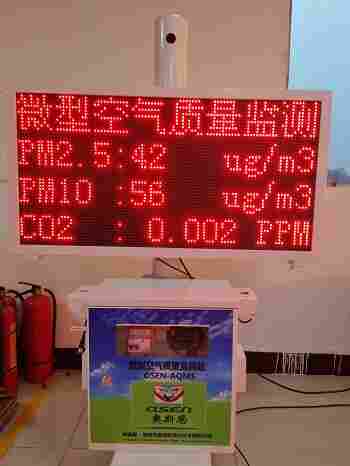 微型空气质量监测
PM2.5:42 ug/m3
PM10 :56 ug/m3
CO2 : 0.002 PPM
微型空气质量监测站
OSEN-AQMS
OSEN
奥斯恩